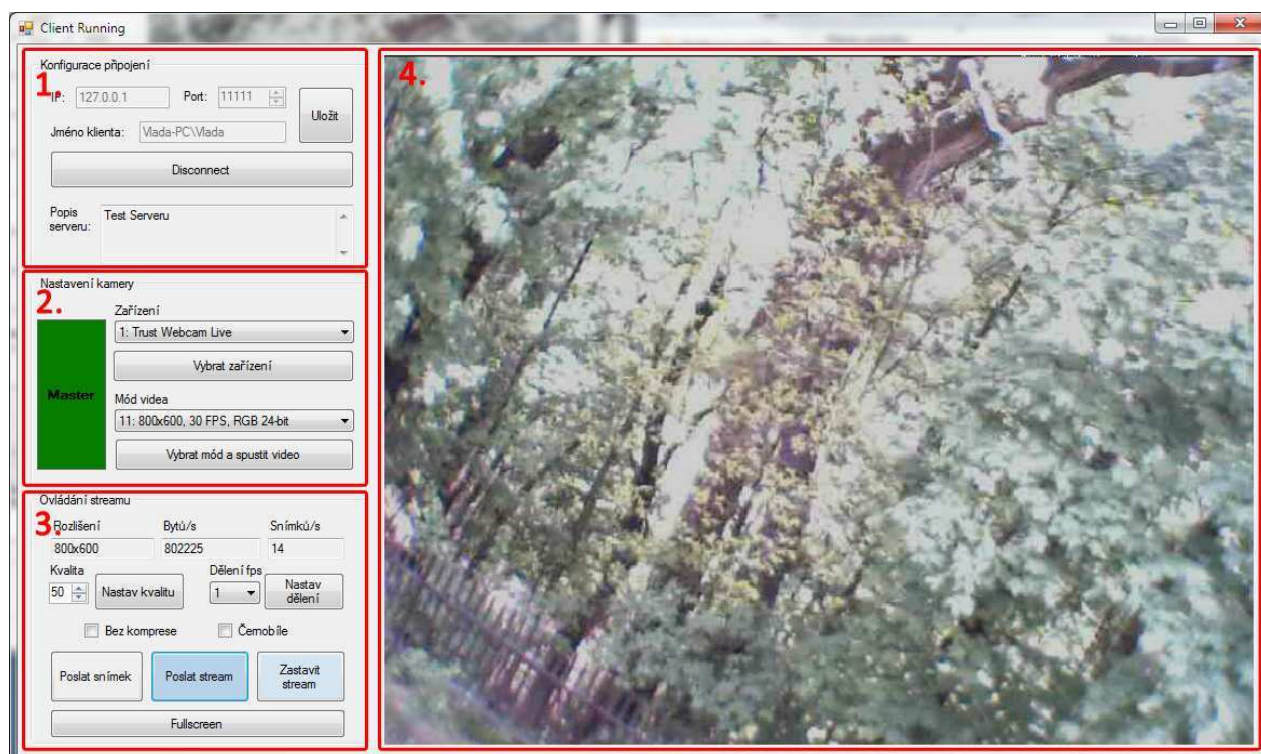 Client Running
Konfigurace připojení
1.
IP: 127.0.0.1 Port: 11111
Uložit
Jméno klienta: Vlada-PC\Vlada
Disconnect
Popis serveru:
Test Serveru
Nastavení kamery
2.
Zařízení
1: Trust Webcam Live
Vybrat zařízení
Master
Mód videa
11: 800x600, 30 FPS, RGB 24-bit
Vybrat mód a spustit video
Ovládání streamu
3.
Rozlišení Bytů/s Snímků/s
800x600 802225 14
Kvalita Dělení fps
50 Nastav kvalitu 1 Nastav dělení
Bez komprese Černobíle
Poslat snímek Poslat stream Zastavit stream
Fullscreen
4.